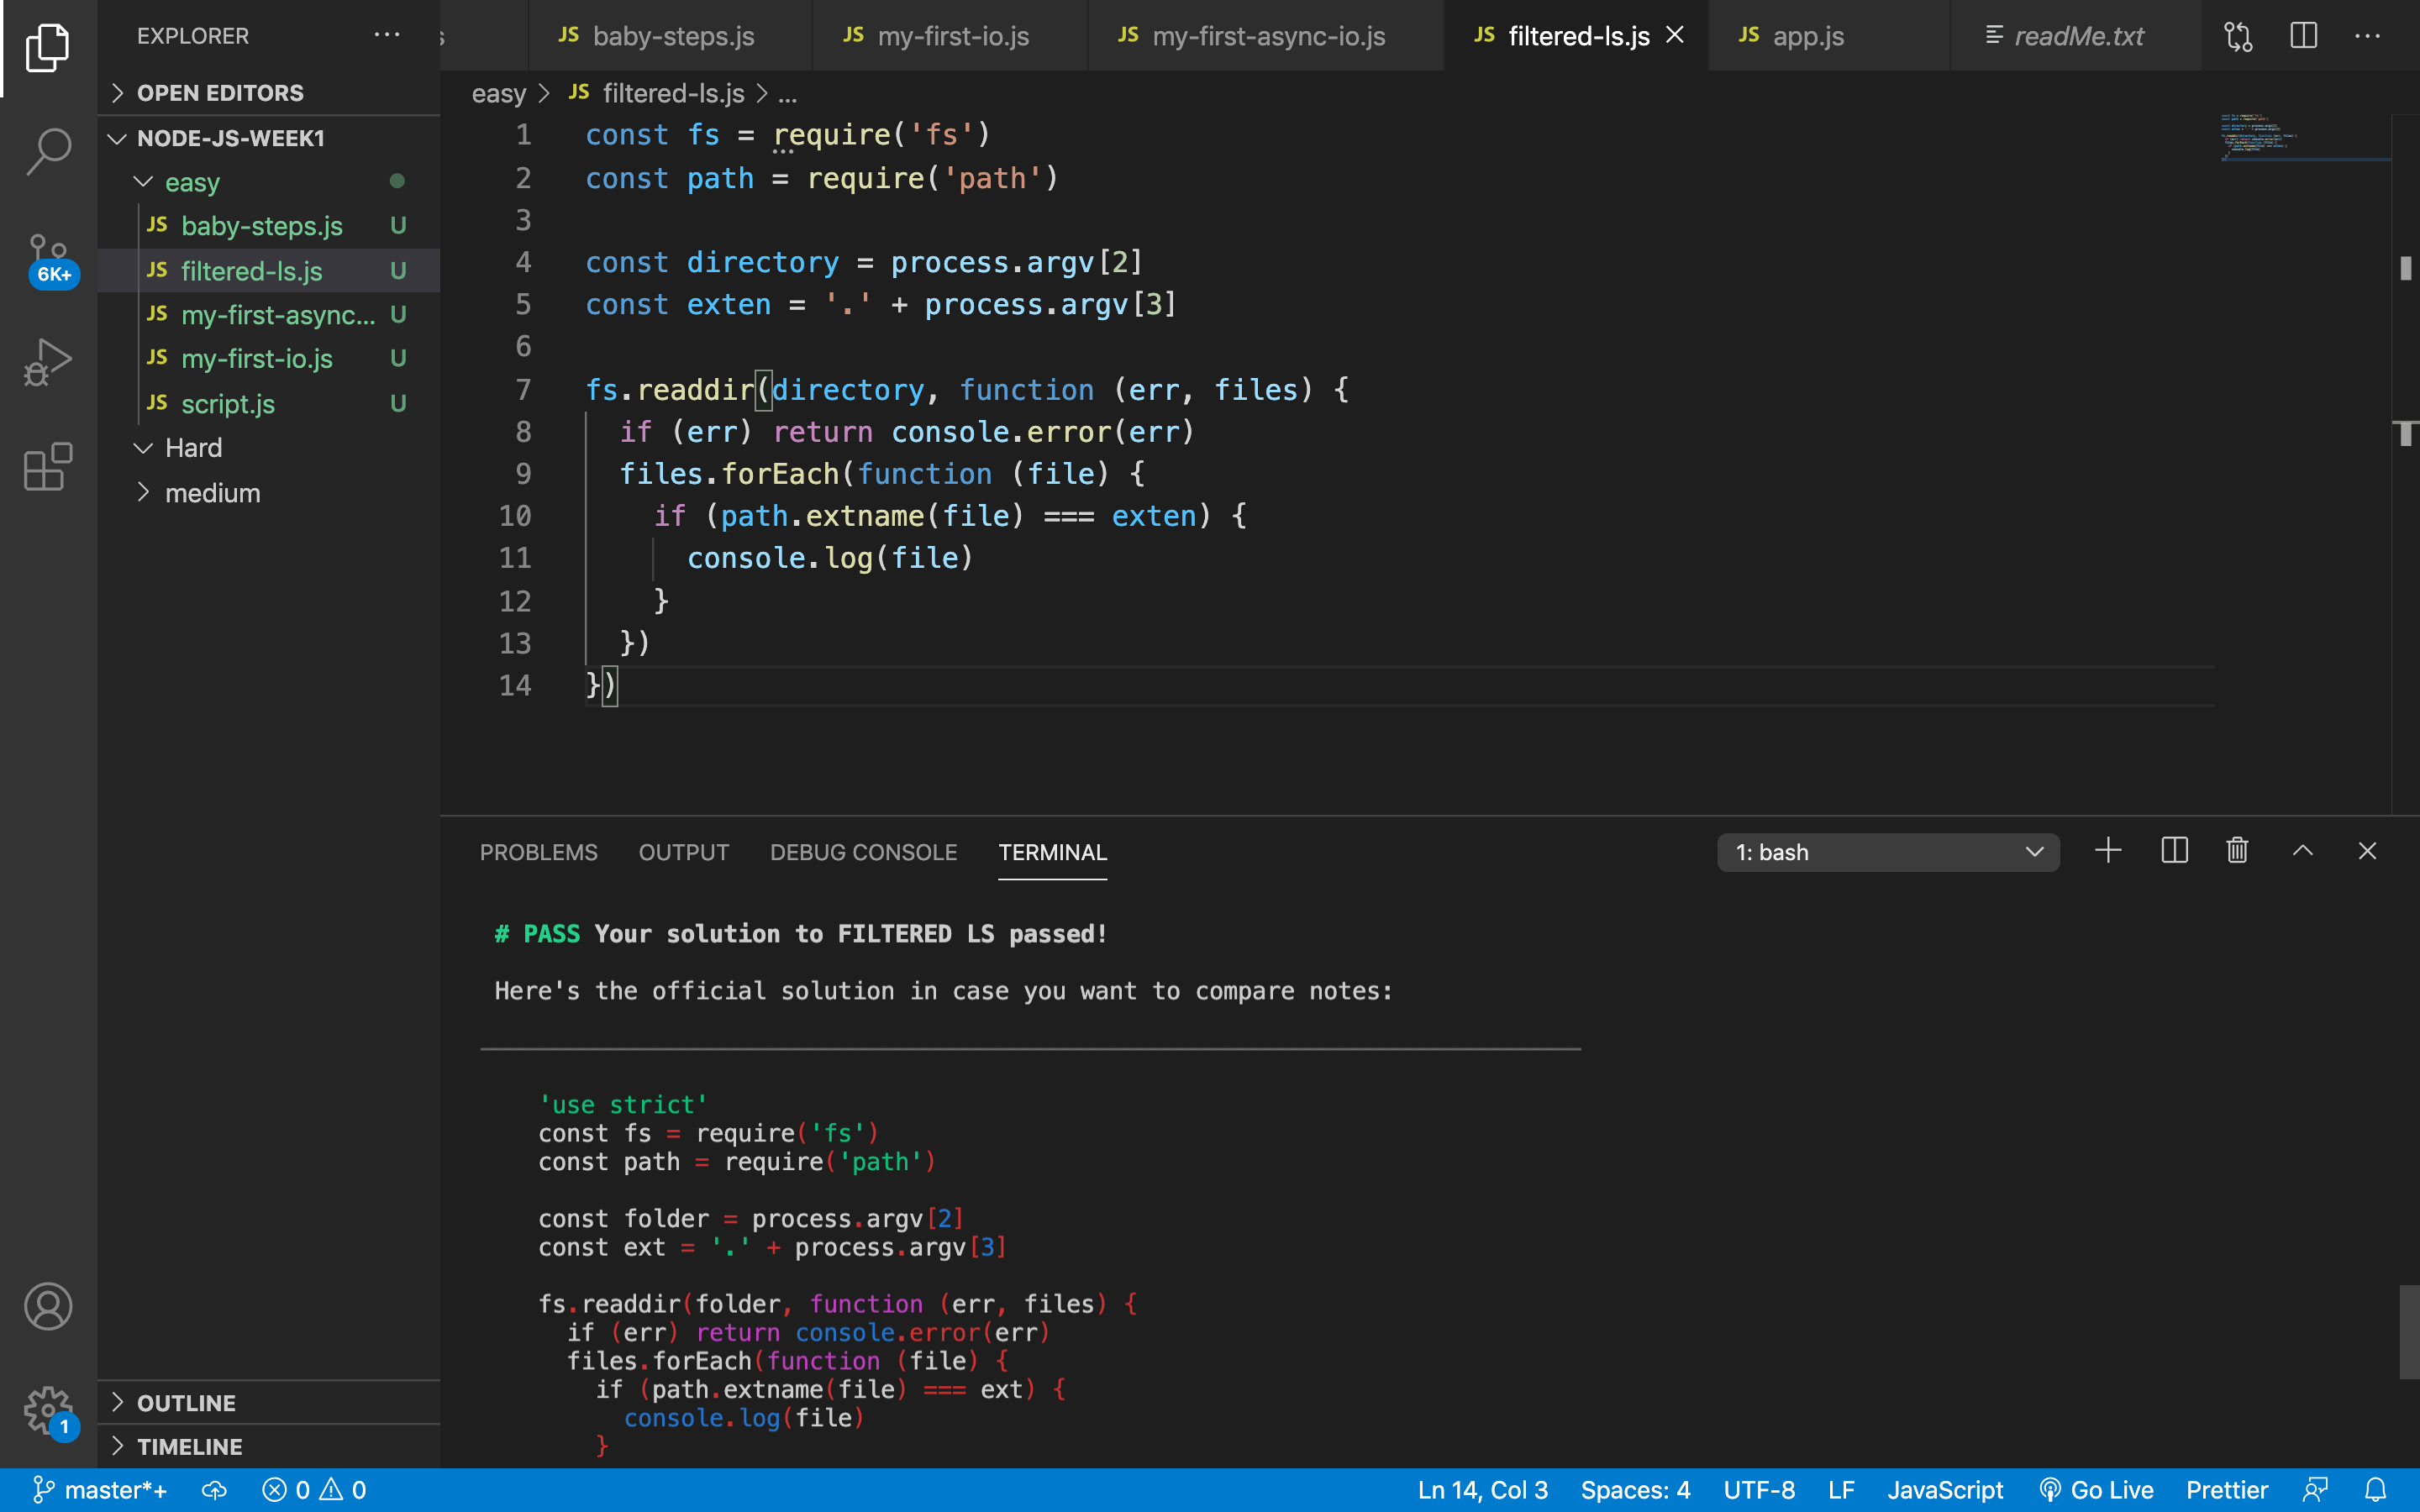 EXPLORER
OPEN EDITORS
NODE-JS-WEEK1
easy
JS baby-steps.js U
JS filtered-ls.js U
JS my-first-async... U
JS my-first-io.js U
JS script.js U
Hard
medium
OUTLINE
TIMELINE
6K+
1
JS baby-steps.js JS my-first-io.js JS my-first-async-io.js JS filtered-ls.js JS app.js readMe.txt
easy > JS filtered-ls.js > ...
1 const fs = require('fs')
2 const path = require('path')
3
4 const directory = process.argv[2]
5 const exten = '.' + process.argv[3]
6
7 fs.readdir(directory, function (err, files) {
8 if (err) return console.error(err)
9 files.forEach(function (file) {
10 if (path.extname(file) === exten) {
11 console.log(file)
12 }
13 })
14 })
PROBLEMS OUTPUT DEBUG CONSOLE TERMINAL 1: bash
# PASS Your solution to FILTERED LS passed!
Here's the official solution in case you want to compare notes:
'use strict'
const fs = require('fs')
const path = require('path')
const folder = process.argv[2]
const ext = '.' + process.argv[3]
fs.readdir(folder, function (err, files) {
if (err) return console.error(err)
files.forEach(function (file) {
if (path.extname(file) === ext) {
console.log(file)
}
master*+ 0 0 Ln 14, Col 3 Spaces: 4 UTF-8 LF JavaScript Go Live Prettier